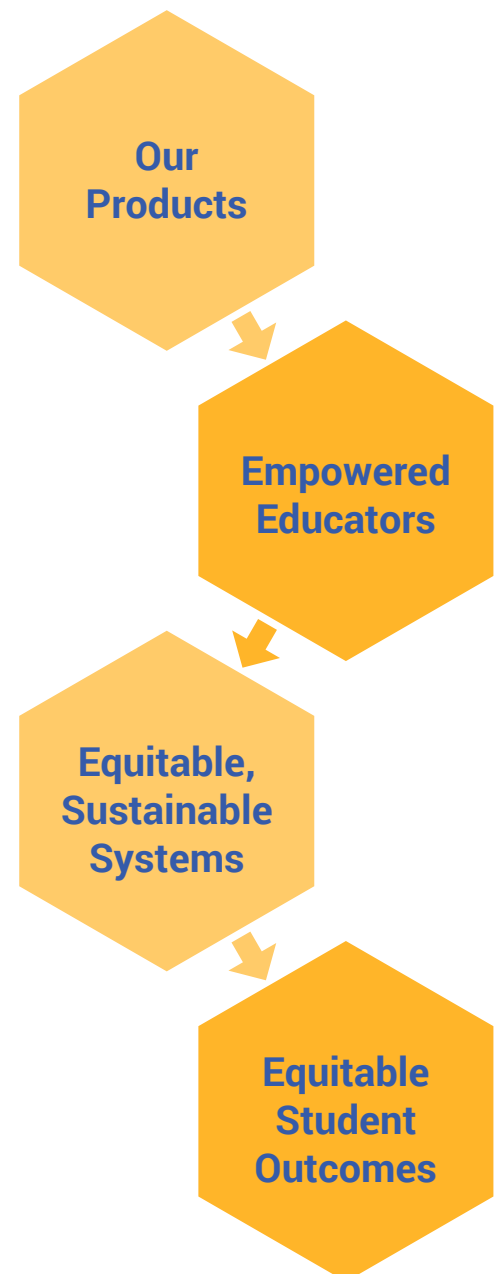 Our
Products
Empowered
Educators
Equitable,
Sustainable
Systems
Equitable
Student
Outcomes